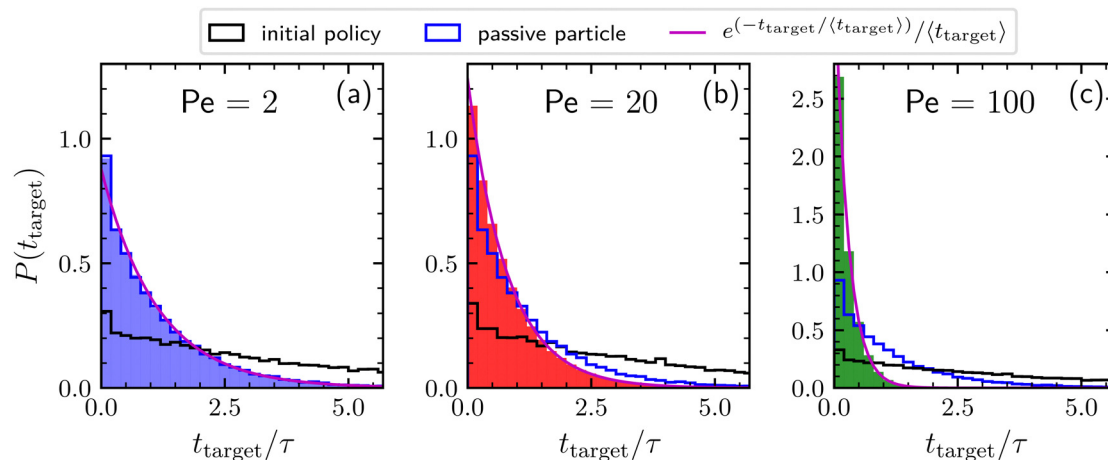 initial policy passive particle e^{(-t_target/⟨t_target⟩)}/⟨t_target⟩
Pe = 2 (a) Pe = 20 (b) Pe = 100 (c)
P(t_target)
1.0
0.5
0.0
1.0
0.5
0.0
2.5
2.0
1.5
1.0
0.5
0.0
0.0 2.5 5.0 0.0 2.5 5.0 0.0 2.5 5.0
t_target/τ t_target/τ t_target/τ